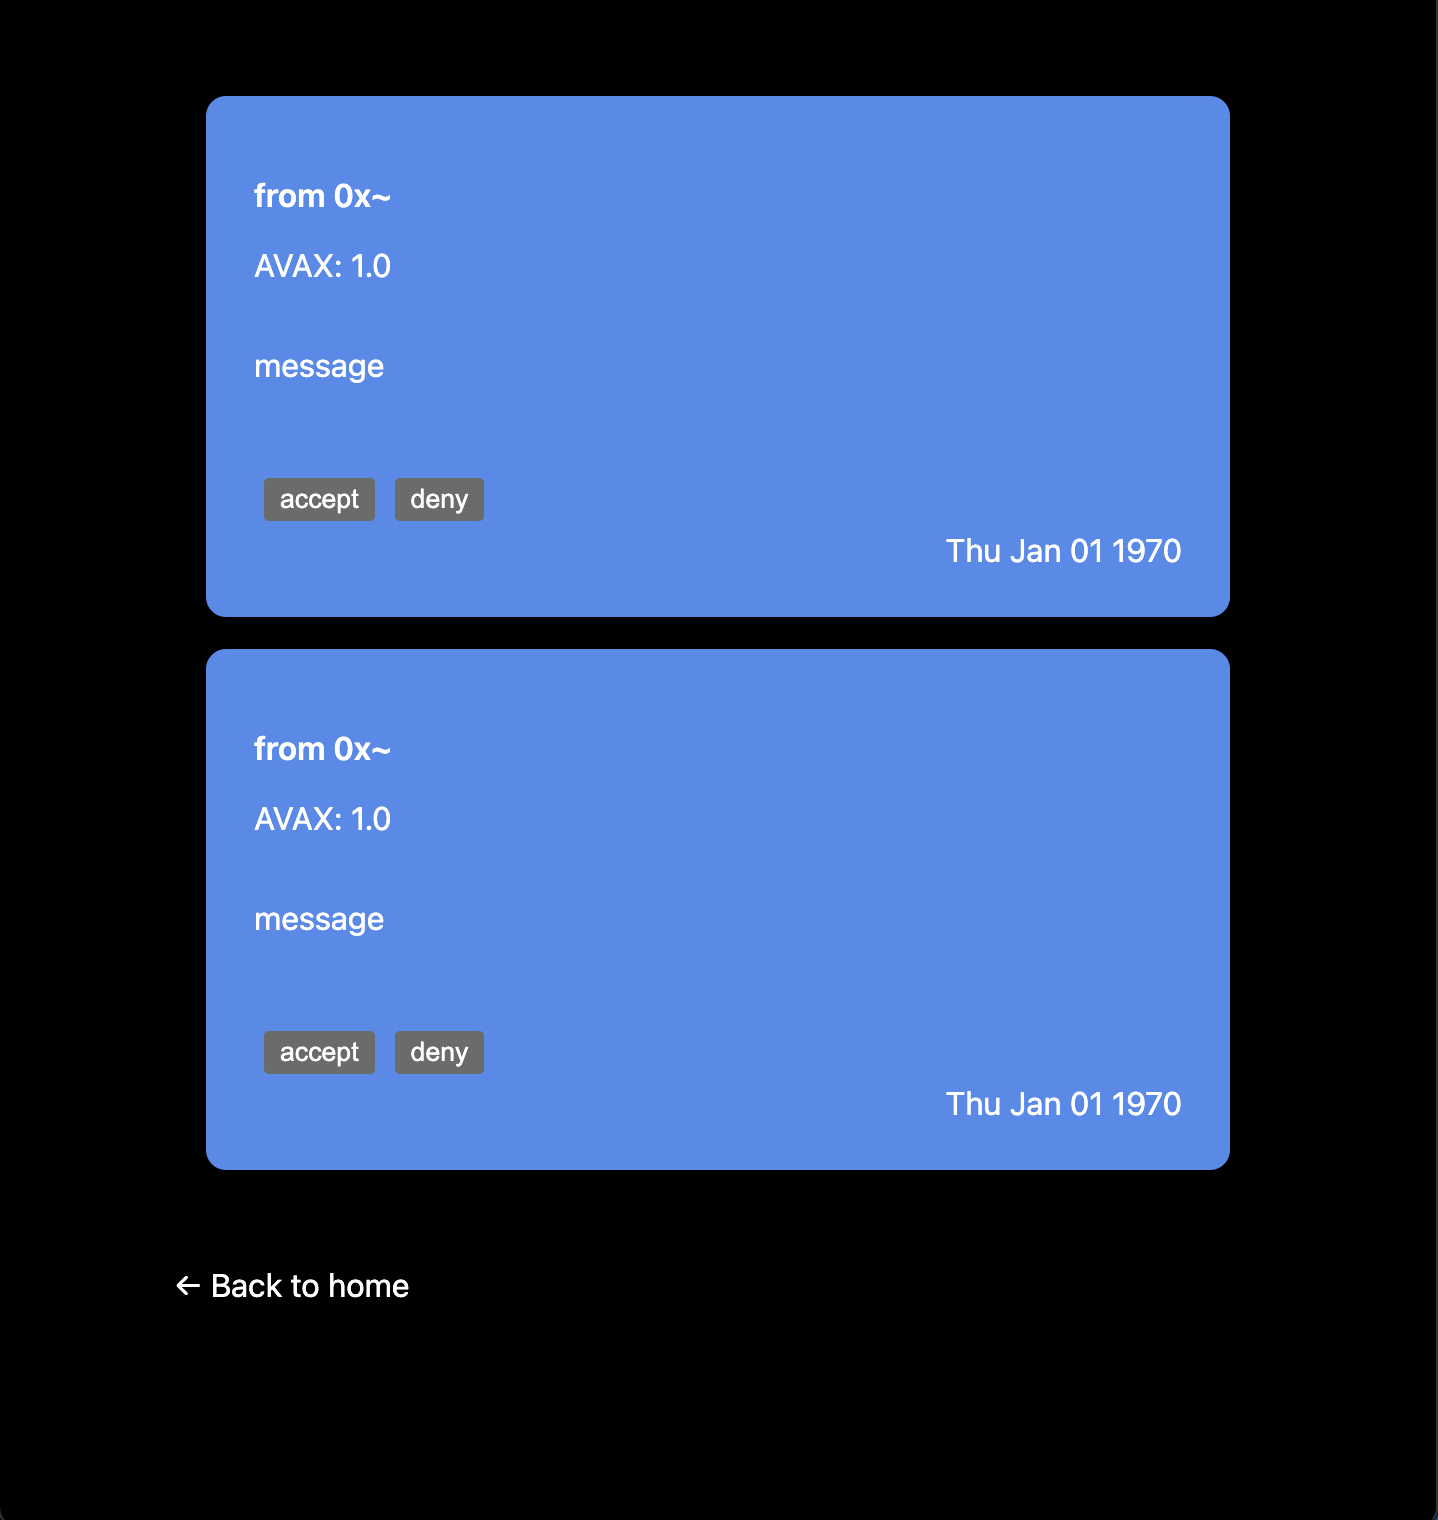 from 0x~
AVAX: 1.0
message
accept deny
Thu Jan 01 1970
from 0x~
AVAX: 1.0
message
accept deny
Thu Jan 01 1970
← Back to home